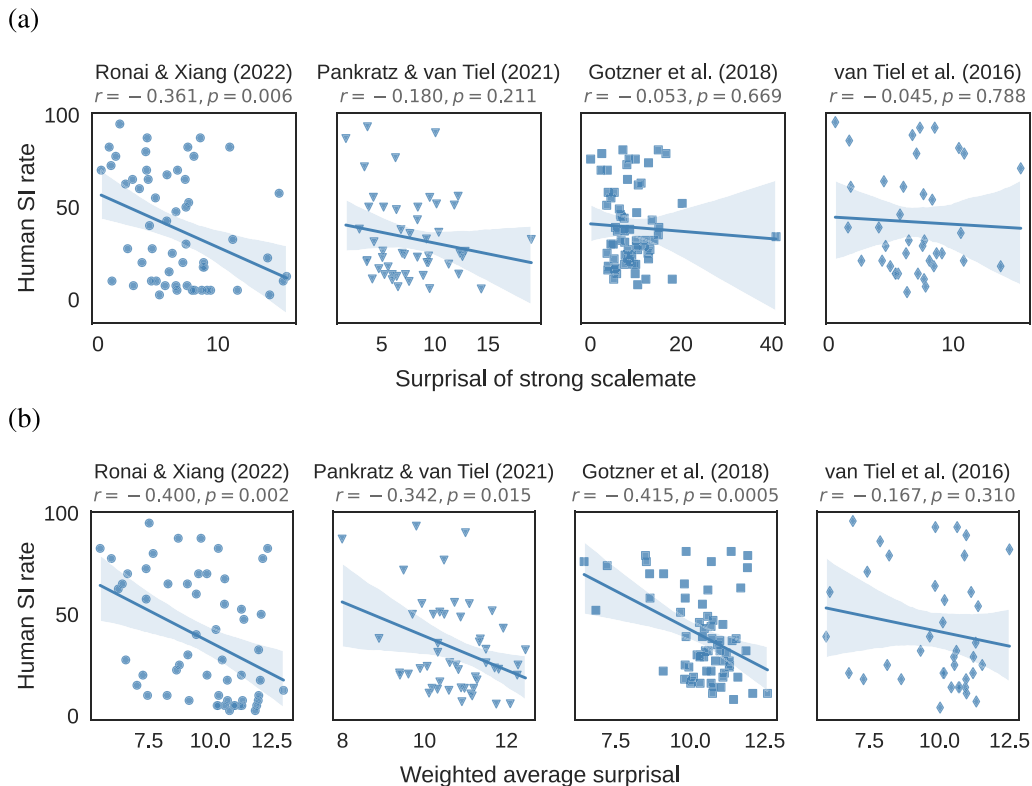 (a)
Ronai & Xiang (2022) Pankratz & van Tiel (2021) Gotzner et al. (2018) van Tiel et al. (2016)
r = −0.361, p = 0.006 r = −0.180, p = 0.211 r = −0.053, p = 0.669 r = −0.045, p = 0.788
100
50
0
Human SI rate
0 10 5 10 15 0 20 40 0 10
Surprisal of strong scalemate
(b)
Ronai & Xiang (2022) Pankratz & van Tiel (2021) Gotzner et al. (2018) van Tiel et al. (2016)
r = −0.400, p = 0.002 r = −0.342, p = 0.015 r = −0.415, p = 0.0005 r = −0.167, p = 0.310
100
50
0
Human SI rate
7.5 10.0 12.5 8 10 12 7.5 10.0 12.5 7.5 10.0 12.5
Weighted average surprisal